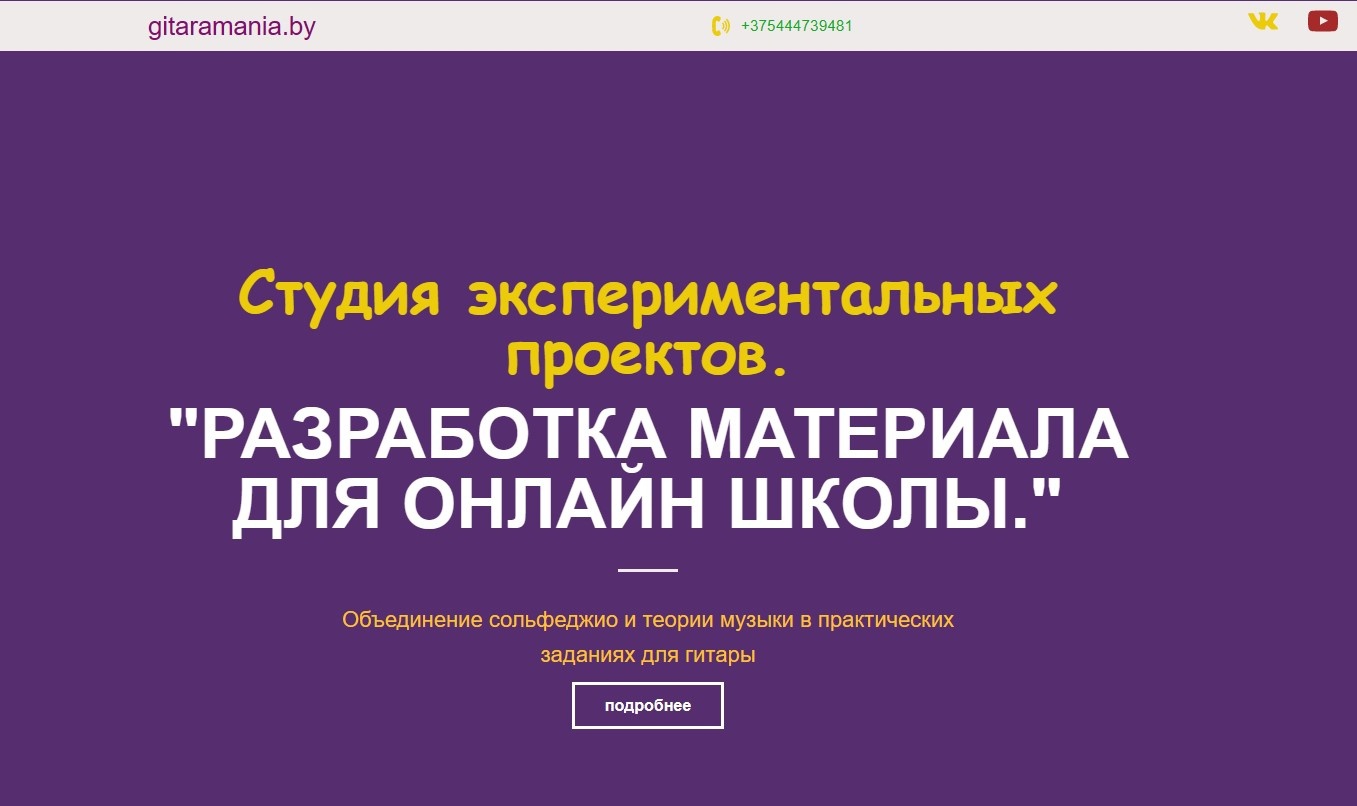 gitaramania.by
+375444739481
Студия экспериментальных
проектов.
"РАЗРАБОТКА МАТЕРИАЛА
ДЛЯ ОНЛАЙН ШКОЛЫ."
Объединение сольфеджио и теории музыки в практических
заданиях для гитары
подробнее